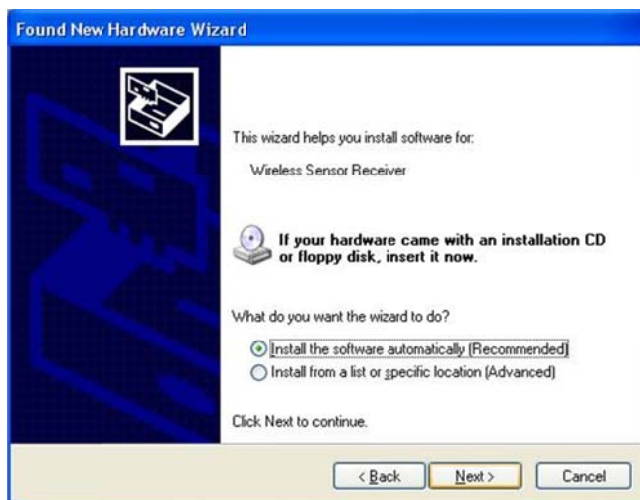 Found New Hardware Wizard
This wizard helps you install software for:
Wireless Sensor Receiver
If your hardware came with an installation CD
or floppy disk, insert it now.
What do you want the wizard to do?
Install the software automatically (Recommended)
Install from a list or specific location (Advanced)
Click Next to continue.
< Back Next > Cancel